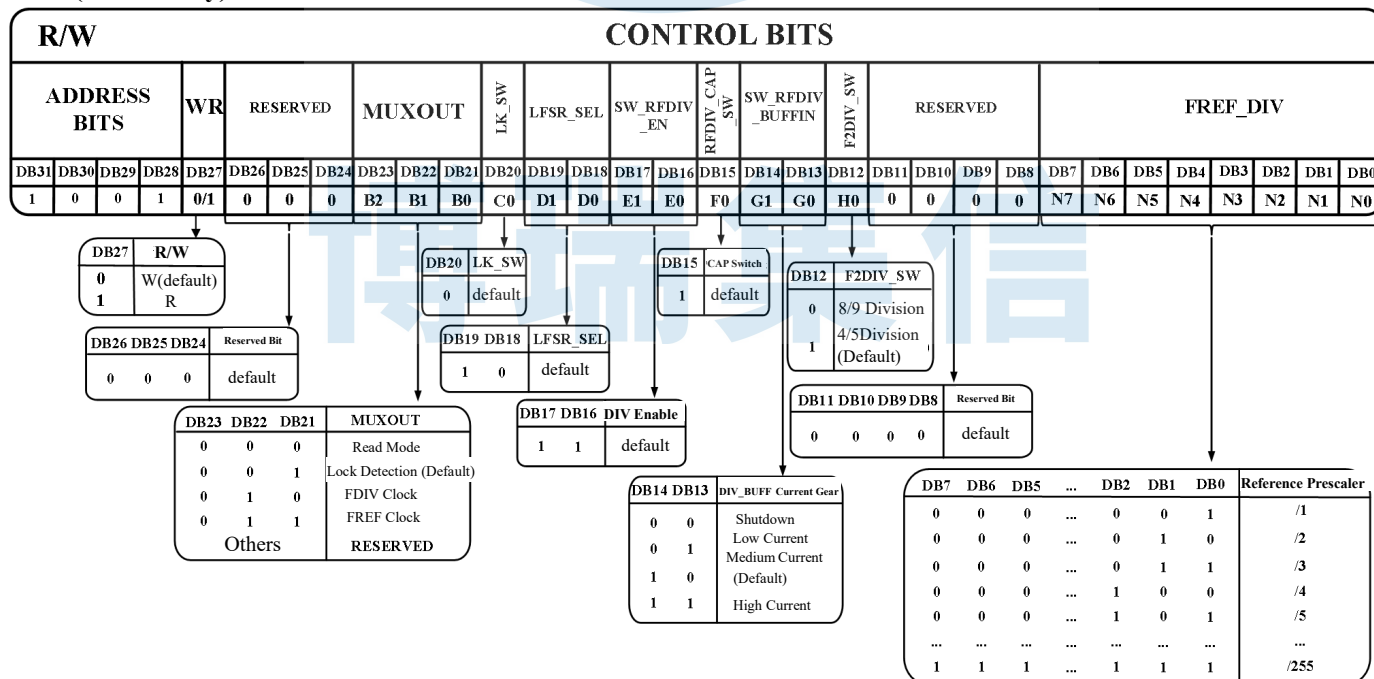 R/W CONTROL BITS
ADDRESS BITS WR RESERVED MUXOUT LK_SW LFSR_SEL SW_RFDIV_EN RFDIV_CAP_SW SW_RFDIV_BUFFIN F2DIV_SW RESERVED FREF_DIV
DB31 DB30 DB29 DB28 DB27 DB26 DB25 DB24 DB23 DB22 DB21 DB20 DB19 DB18 DB17 DB16 DB15 DB14 DB13 DB12 DB11 DB10 DB9 DB8 DB7 DB6 DB5 DB4 DB3 DB2 DB1 DB0
1 0 0 1 0/1 0 0 0 B2 B1 B0 C0 D1 D0 E1 E0 F0 G1 G0 H0 0 0 0 0 N7 N6 N5 N4 N3 N2 N1 N0
DB27 R/W
0 W(default)
1 R
DB26 DB25 DB24 Reserved Bit
0 0 0 default
DB23 DB22 DB21 MUXOUT
0 0 0 Read Mode
0 0 1 Lock Detection (Default)
0 1 0 FDIV Clock
0 1 1 FREF Clock
Others RESERVED
DB20 LK_SW
0 default
DB19 DB18 LFSR_SEL
1 0 default
DB17 DB16 DIV Enable
1 1 default
DB15 CAP Switch
1 default
DB14 DB13 DIV_BUFF Current Gear
0 0 Shutdown
0 1 Low Current
1 0 Medium Current (Default)
1 1 High Current
DB12 F2DIV_SW
0 8/9 Division
1 4/5Division (Default)
DB11 DB10 DB9 DB8 Reserved Bit
0 0 0 0 default
DB7 DB6 DB5 ... DB2 DB1 DB0 Reference Prescaler
0 0 0 ... 0 0 1 /1
0 0 0 ... 0 1 0 /2
0 0 0 ... 0 1 1 /3
0 0 0 ... 1 0 0 /4
0 0 0 ... 1 0 1 /5
... ... ... ... ... ... ... ...
1 1 1 ... 1 1 1 /255
博瑞集信